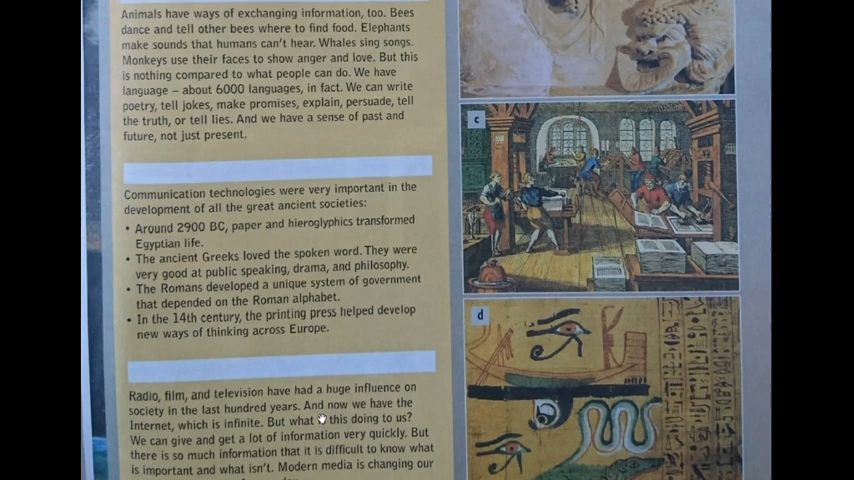 Animals have ways of exchanging information, too. Bees
dance and tell other bees where to find food. Elephants
make sounds that humans can't hear. Whales sing songs.
Monkeys use their faces to show anger and love. But this
is nothing compared to what people can do. We have
language – about 6000 languages, in fact. We can write
poetry, tell jokes, make promises, explain, persuade, tell
the truth, or tell lies. And we have a sense of past and
future, not just present.
Communication technologies were very important in the
development of all the great ancient societies:
• Around 2900 BC, paper and hieroglyphics transformed
Egyptian life.
• The ancient Greeks loved the spoken word. They were
very good at public speaking, drama, and philosophy.
• The Romans developed a unique system of government
that depended on the Roman alphabet.
• In the 14th century, the printing press helped develop
new ways of thinking across Europe.
Radio, film, and television have had a huge influence on
society in the last hundred years. And now we have the
Internet, which is infinite. But what this doing to us?
We can give and get a lot of information very quickly. But
there is so much information that it is difficult to know what
is important and what isn't. Modern media is changing our
c
d